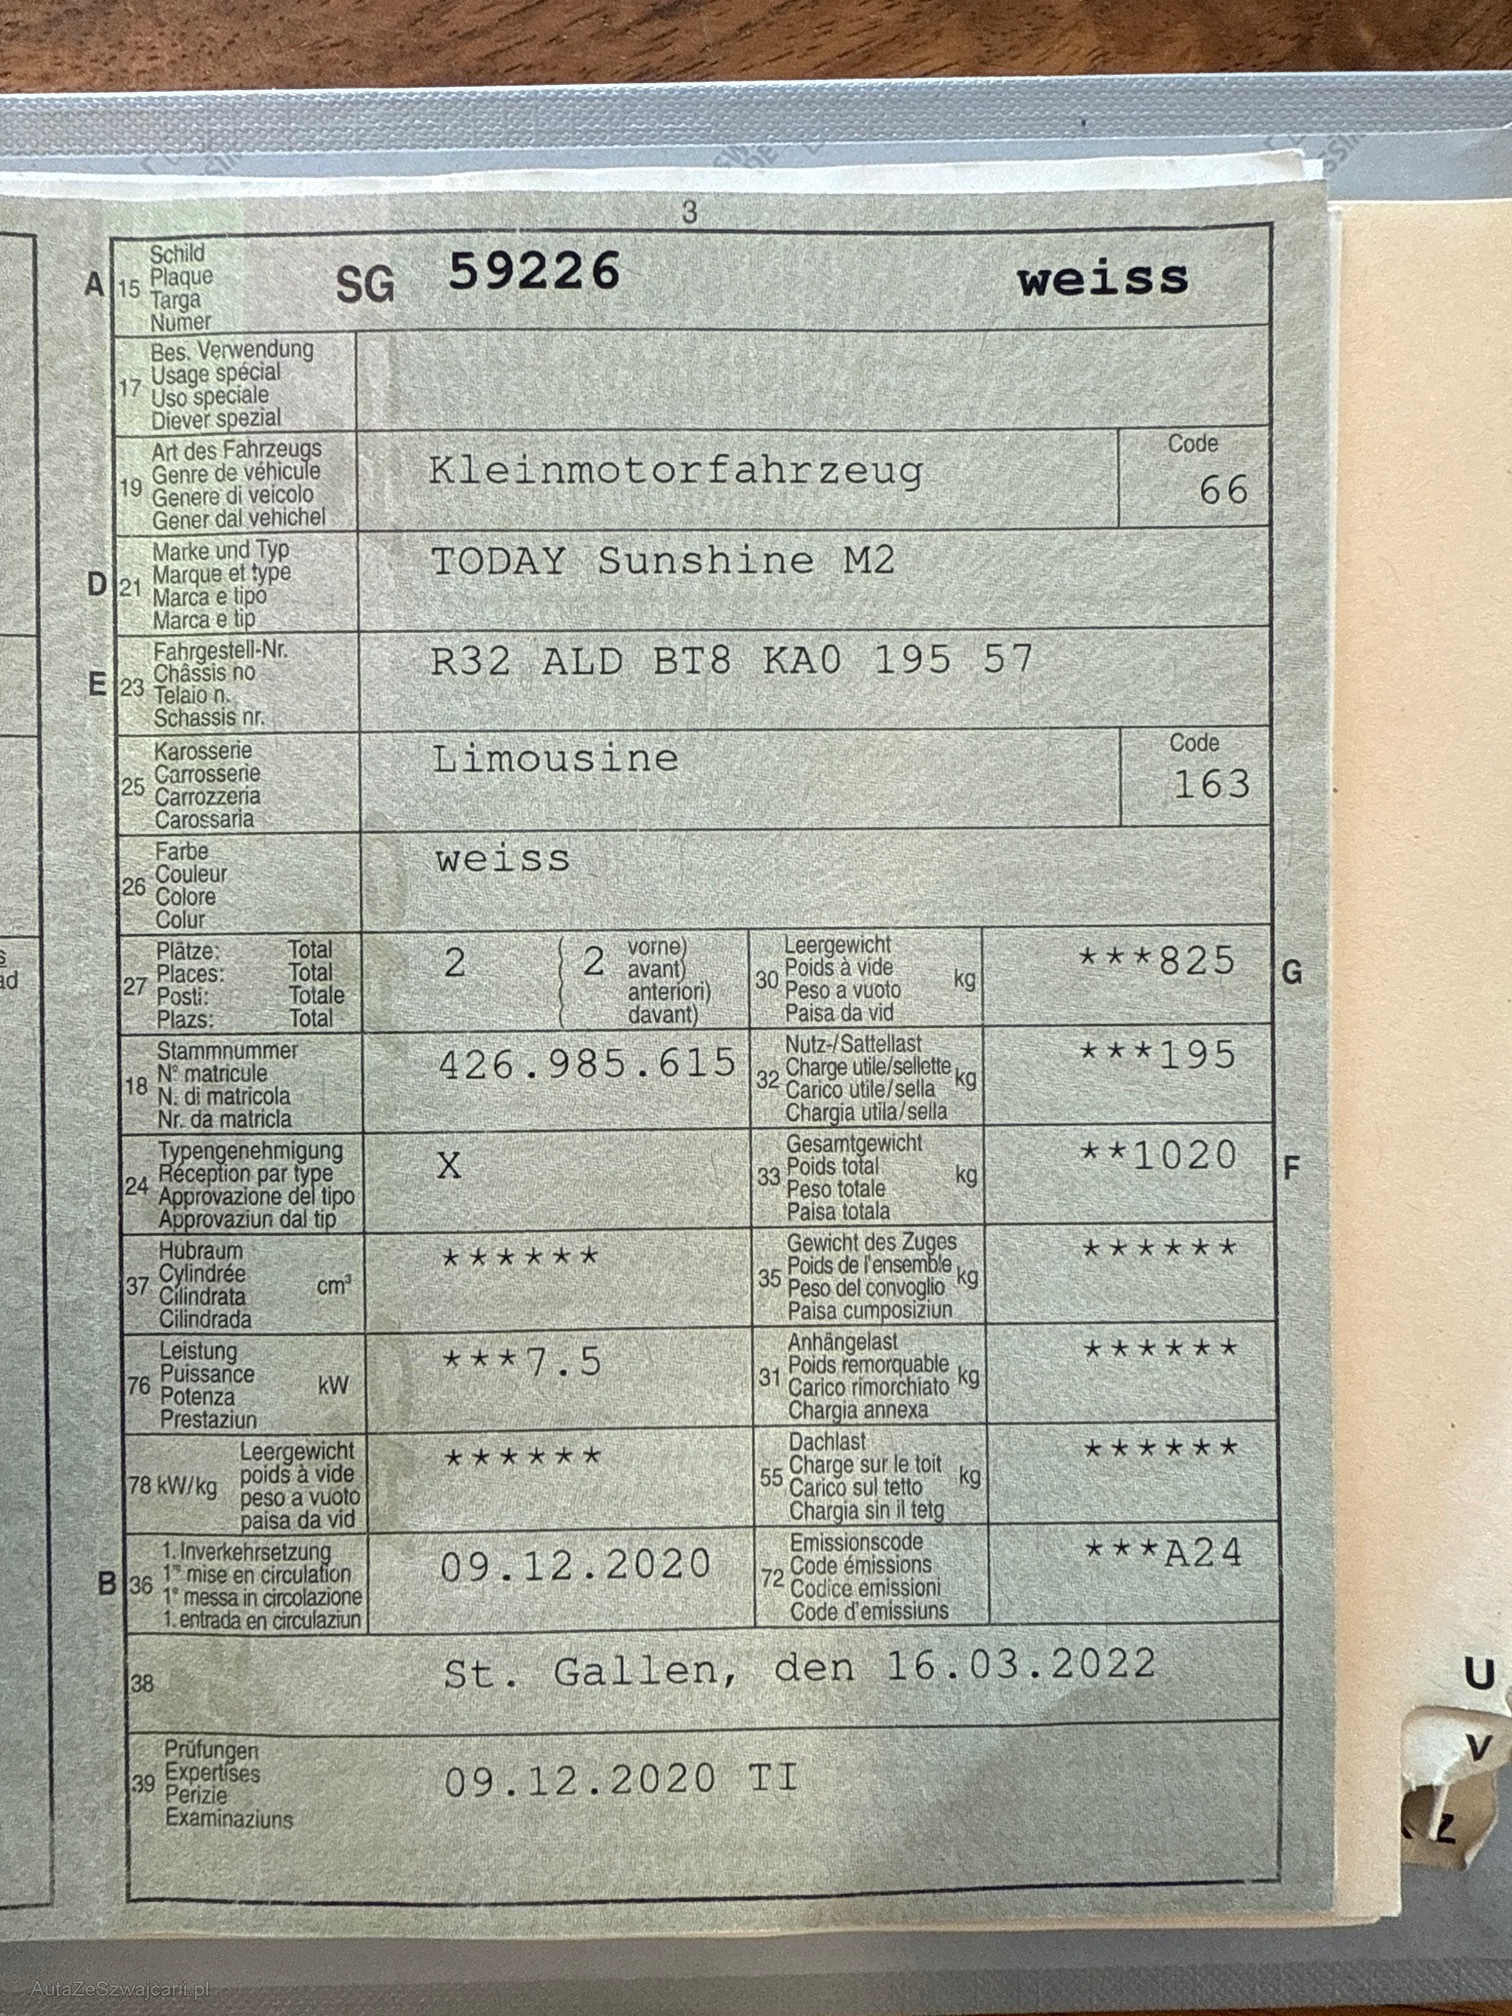 3
A 15 Schild
Plaque
Targa
Numer
SG 59226 weiss
17 Bes. Verwendung
Usage spécial
Uso speciale
Diever spezial
19 Art des Fahrzeugs
Genre de véhicule
Genere di veicolo
Gener dal vehichel
Kleinmotorfahrzeug
Code
66
D 21 Marke und Typ
Marque et type
Marca e tipo
Marca e tip
TODAY Sunshine M2
E 23 Fahrgestell-Nr.
Châssis no
Telaio n.
Schassis nr.
R32 ALD BT8 KA0 195 57
25 Karosserie
Carrosserie
Carrozzeria
Carossaria
Limousine
Code
163
26 Farbe
Couleur
Colore
Colur
weiss
27 Plätze: Total
Places: Total
Posti: Totale
Plazs: Total
2 ( 2 vorne)
( avant)
( anteriori)
( davant)
30 Leergewicht
Poids à vide
Peso a vuoto
Paisa da vid
kg
***825
G
18 Stammnummer
N° matricule
N. di matricola
Nr. da matricla
426.985.615
32 Nutz-/Sattellast
Charge utile/sellette
Carico utile/sella
Chargia utila/sella
kg
***195
24 Typengenehmigung
Réception par type
Approvazione del tipo
Approvaziun dal tip
X
33 Gesamtgewicht
Poids total
Peso totale
Paisa totala
kg
**1020
F
37 Hubraum
Cylindrée
Cilindrata
Cilindrada
cm³
******
35 Gewicht des Zuges
Poids de l'ensemble
Peso del convoglio
Paisa cumposiziun
kg
******
76 Leistung
Puissance
Potenza
Prestaziun
kW
***7.5
31 Anhängelast
Poids remorquable
Carico rimorchiato
Chargia annexa
kg
******
78 kW/kg Leergewicht
poids à vide
peso a vuoto
paisa da vid
******
55 Dachlast
Charge sur le toit
Carico sul tetto
Chargia sin il tetg
kg
******
B 36 1. Inverkehrsetzung
1re mise en circulation
1a messa in circolazione
1. entrada en circulaziun
09.12.2020
72 Emissionscode
Code émissions
Codice emissioni
Code d'emissiuns
***A24
38 St. Gallen, den 16.03.2022
39 Prüfungen
Expertises
Perizie
Examinaziuns
09.12.2020 TI
U
V
Z
AutaZeSzwajcarii.pl